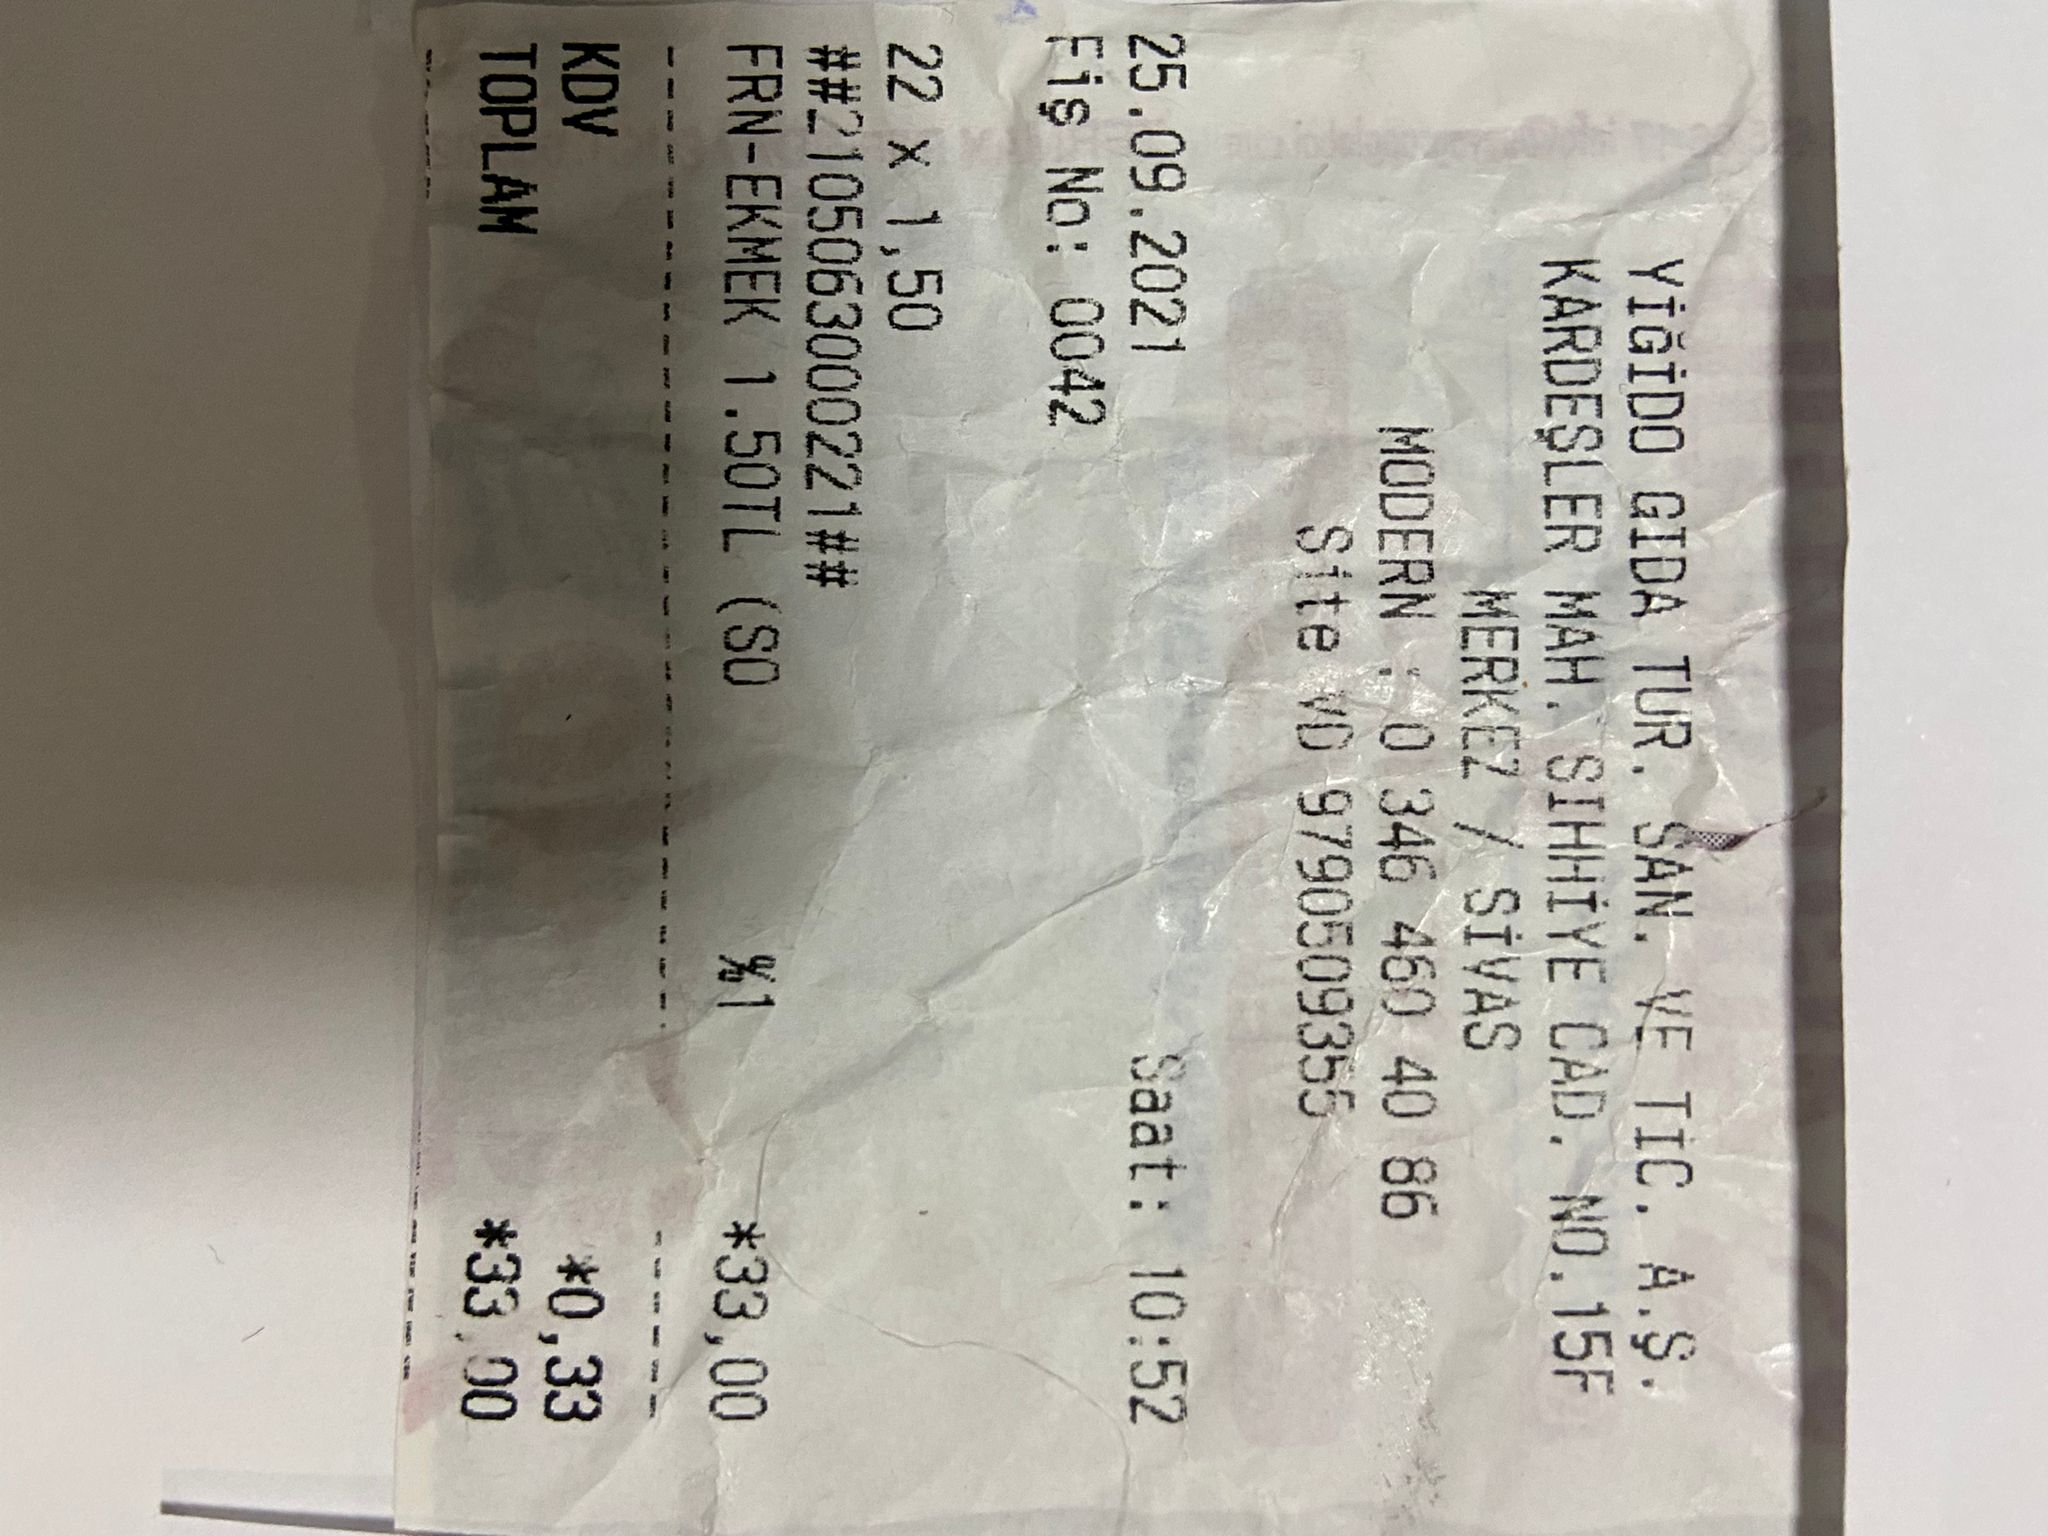 YİĞİDO GIDA TUR. SAN. VE TİC. A.Ş.
KARDEŞLER MAH. SIHHİYE CAD. NO.15F
MERKEZ / SİVAS
MODERN : 0 346 460 40 86
Site VD 9790509355
25.09.2021 Saat: 10:52
Fiş No: 0042
22 x 1,50
##2105063000221##
FRN-EKMEK 1.50TL (SO %1 *33,00
KDV *0,33
TOPLAM *33,00